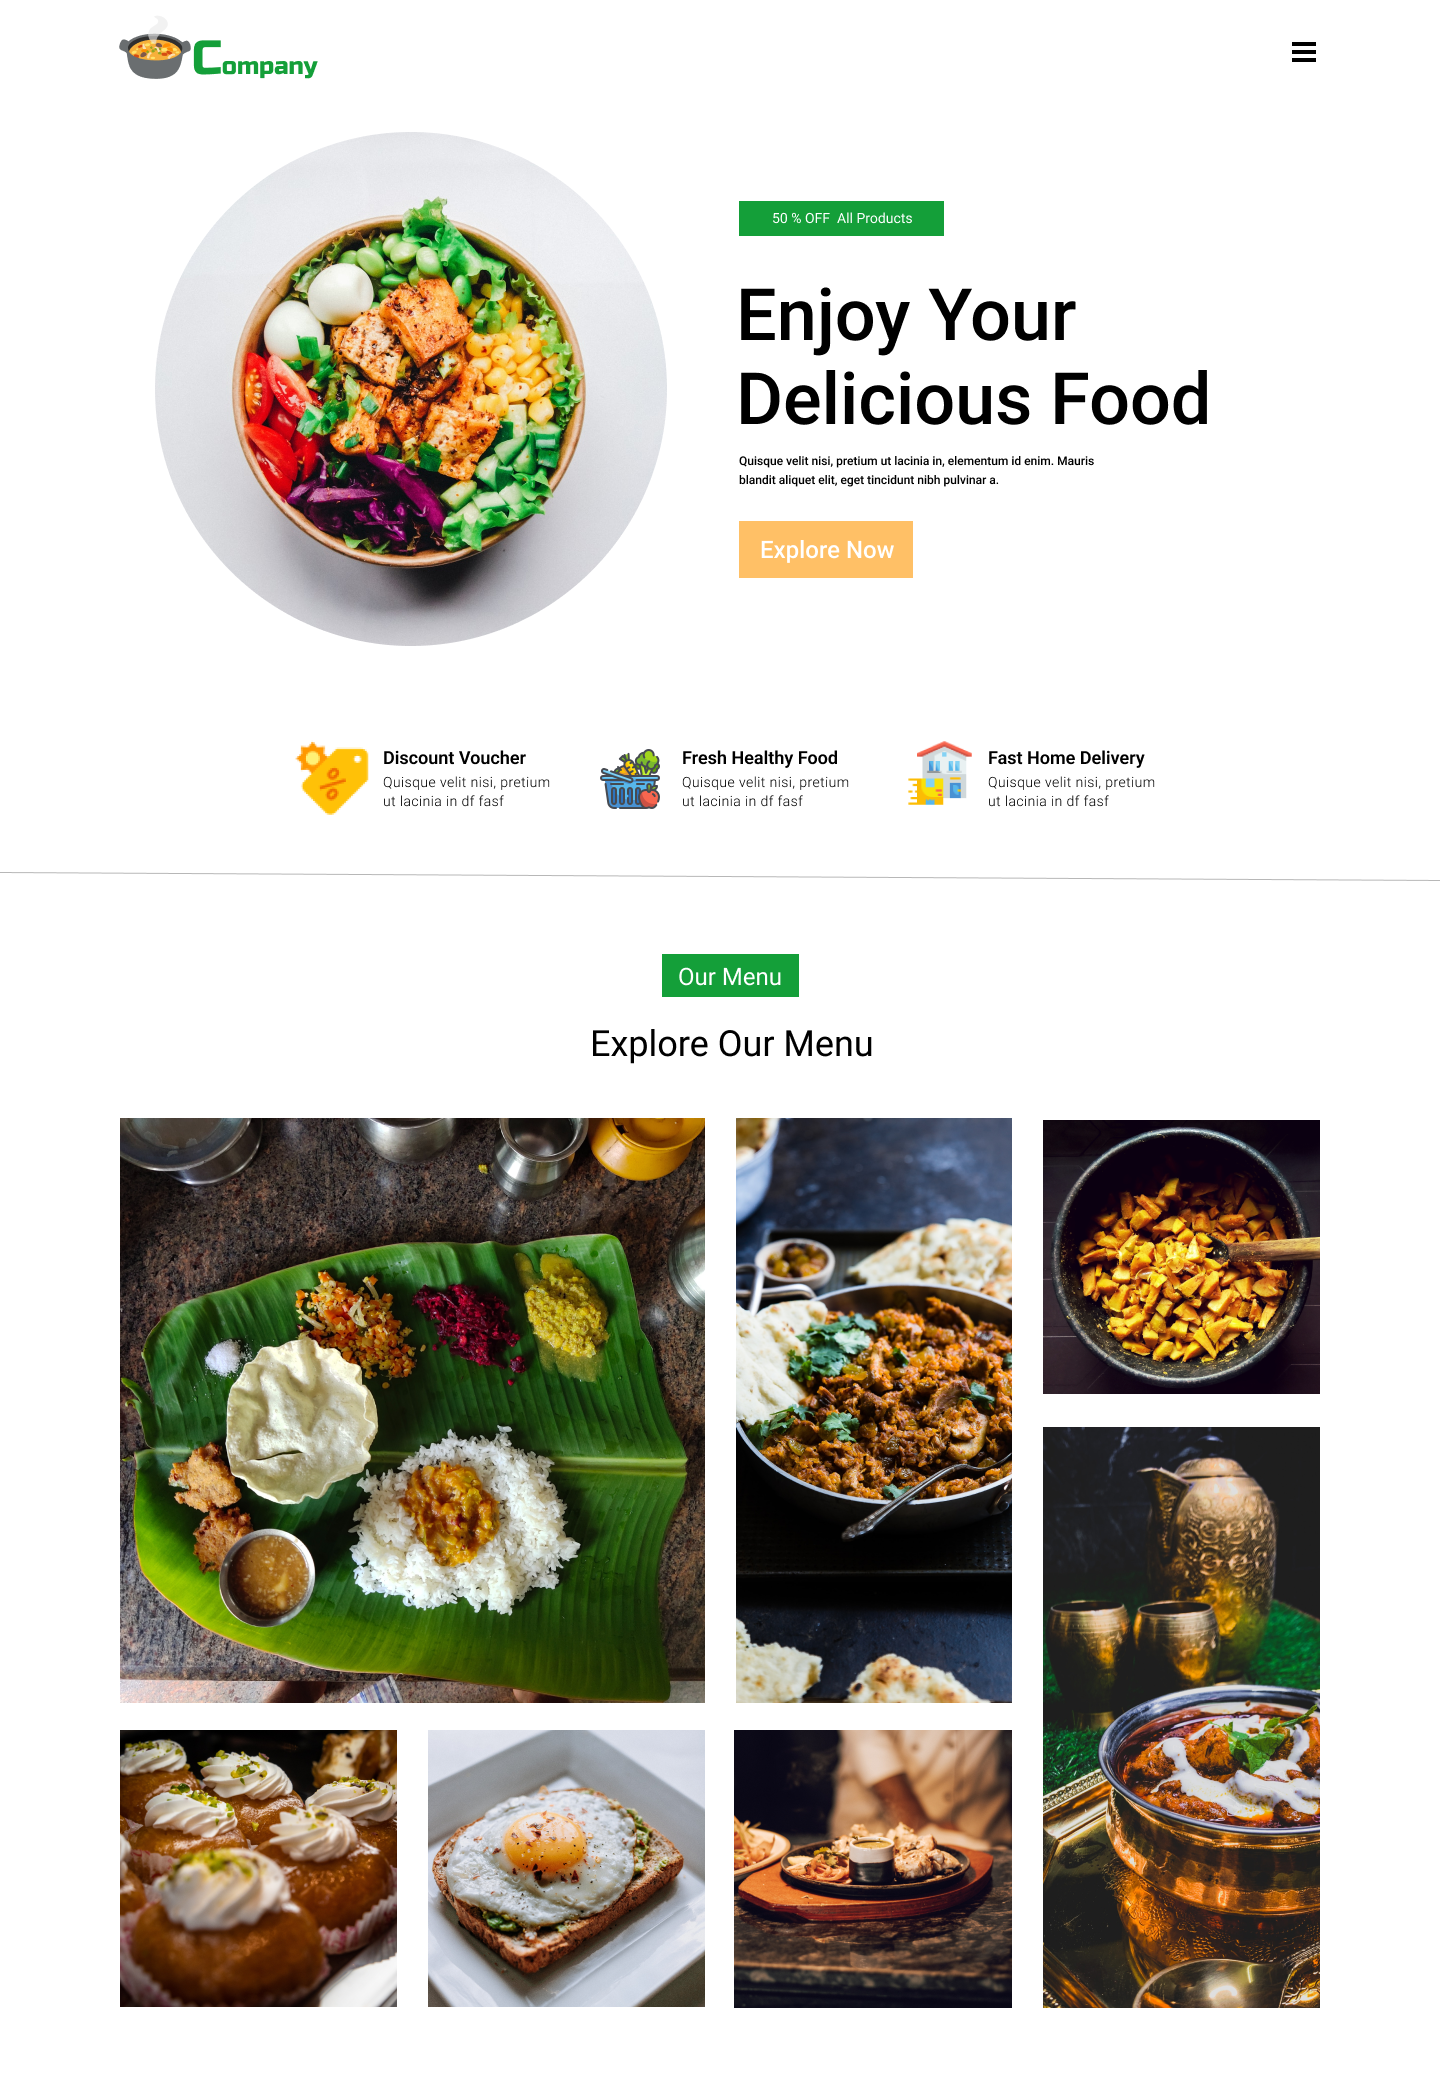 Company
50 % OFF All Products
Enjoy Your
Delicious Food
Quisque velit nisi, pretium ut lacinia in, elementum id enim. Mauris
blandit aliquet elit, eget tincidunt nibh pulvinar a.
Explore Now
Discount Voucher
Quisque velit nisi, pretium
ut lacinia in df fasf
Fresh Healthy Food
Quisque velit nisi, pretium
ut lacinia in df fasf
Fast Home Delivery
Quisque velit nisi, pretium
ut lacinia in df fasf
Our Menu
Explore Our Menu